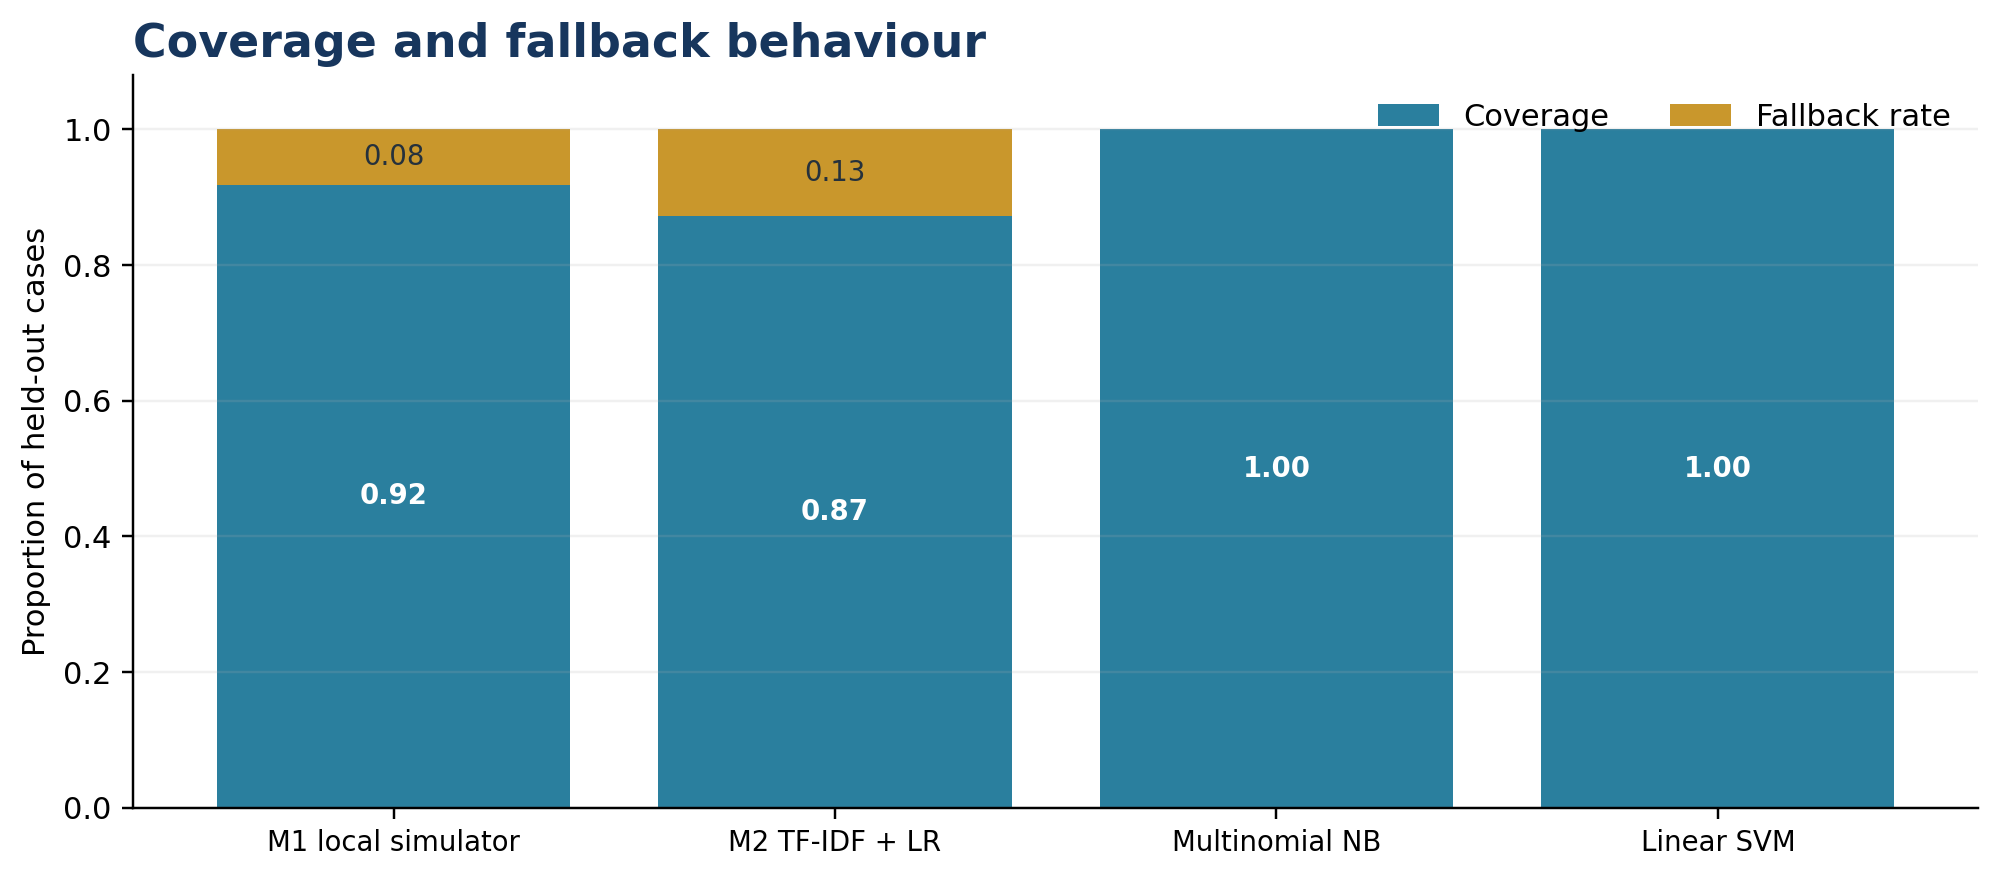 Coverage and fallback behaviour
Coverage
Fallback rate
Proportion of held-out cases
1.0
0.8
0.6
0.4
0.2
0.0
0.08
0.13
0.92
0.87
1.00
1.00
M1 local simulator
M2 TF-IDF + LR
Multinomial NB
Linear SVM